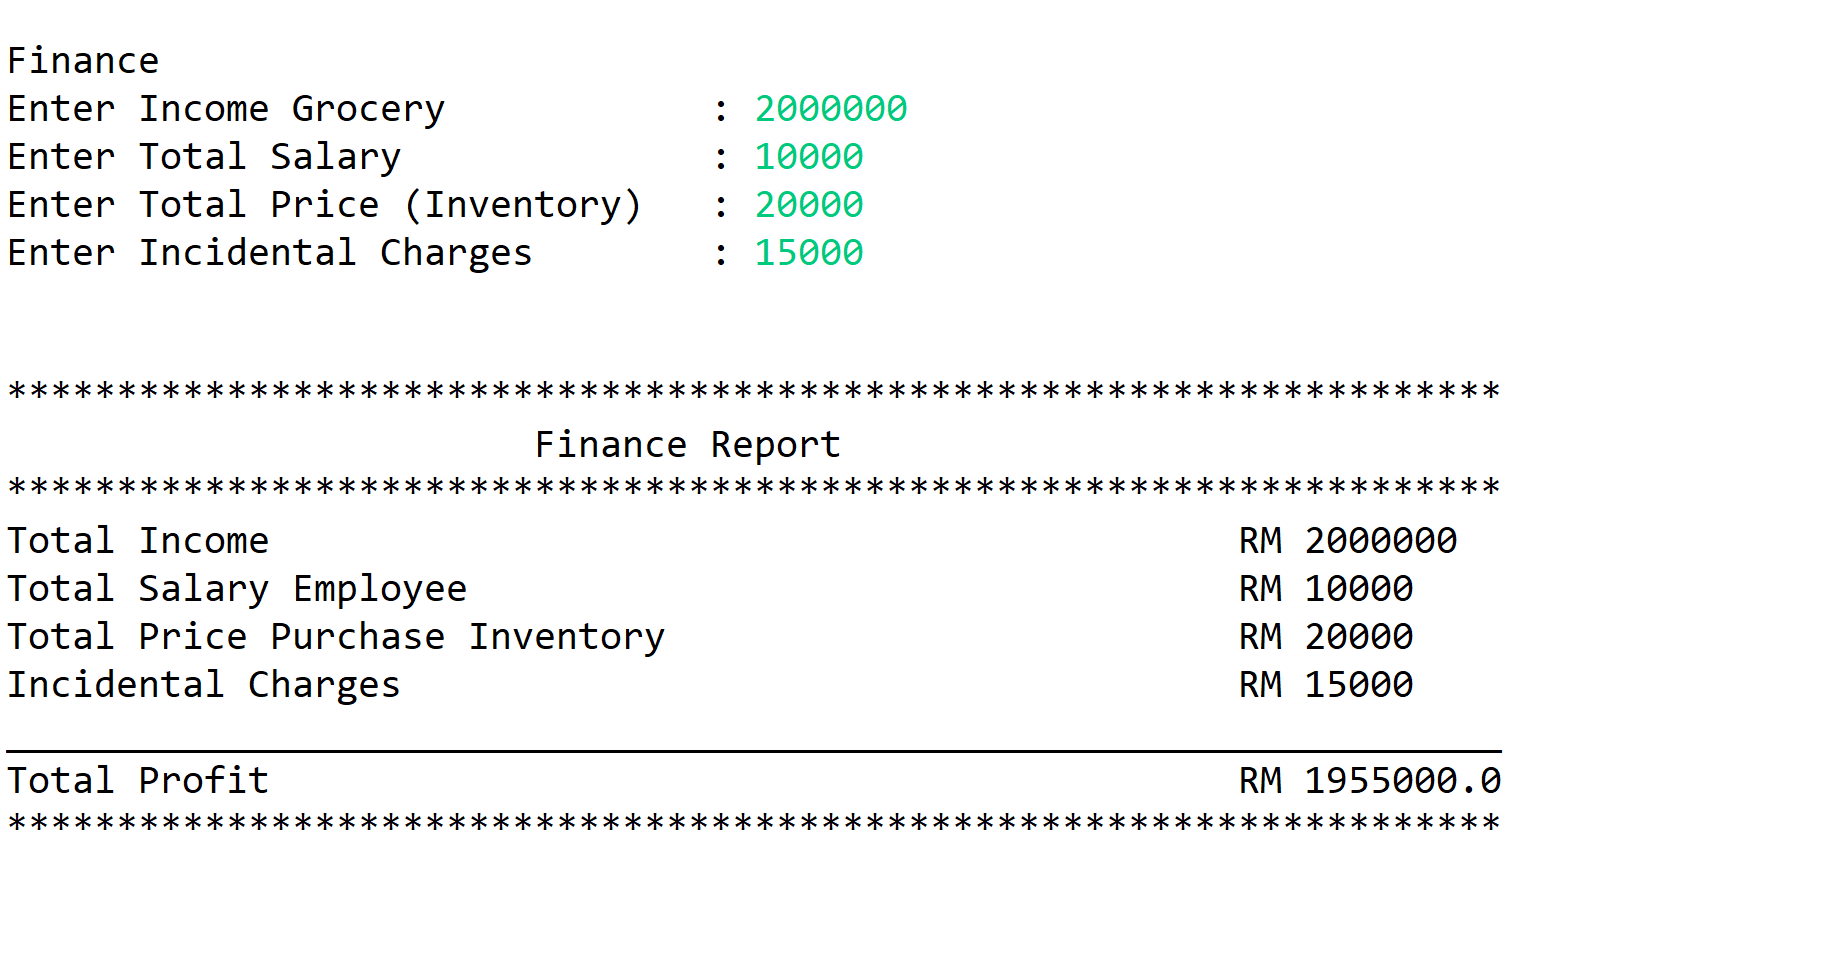 Finance
Enter Income Grocery : 2000000
Enter Total Salary : 10000
Enter Total Price (Inventory) : 20000
Enter Incidental Charges : 15000
********************************************************************
Finance Report
********************************************************************
Total Income RM 2000000
Total Salary Employee RM 10000
Total Price Purchase Inventory RM 20000
Incidental Charges RM 15000
____________________________________________________________________
Total Profit RM 1955000.0
********************************************************************